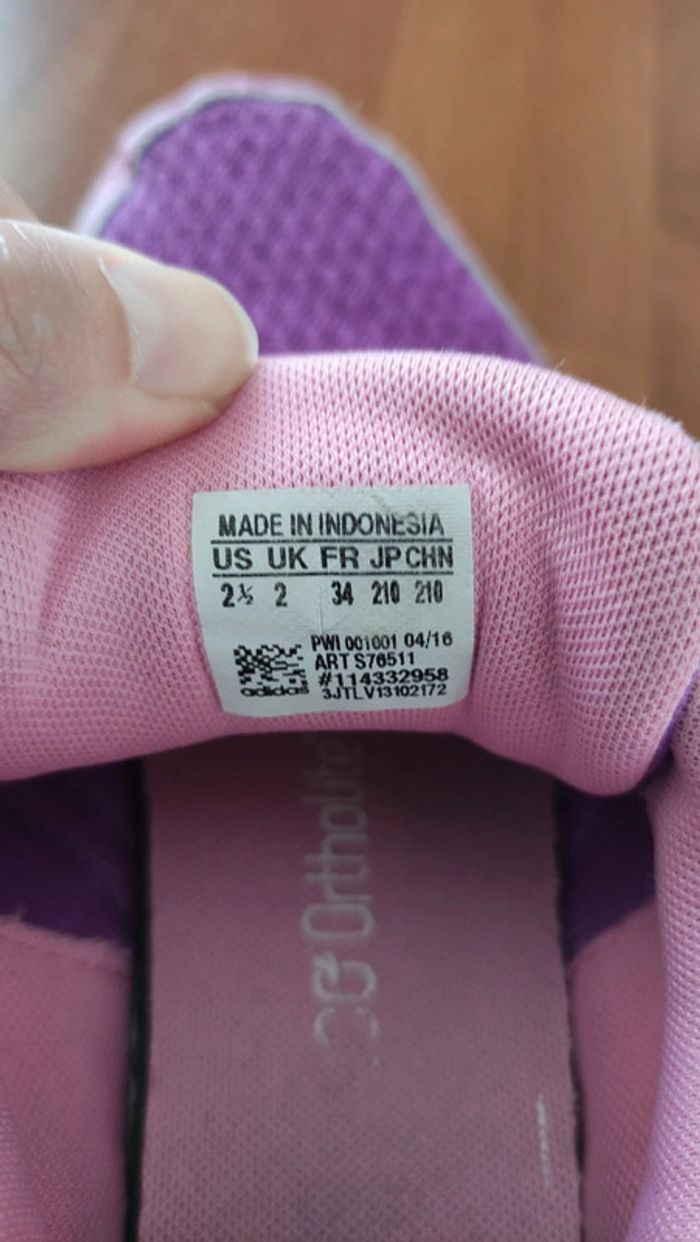 MADE IN INDONESIA
US UK FR JP CHN
2½ 2 34 210 210
PWI 001001 04/16
ART S76511
#114332958
3JTLV13102172
adidas
OrthoLite